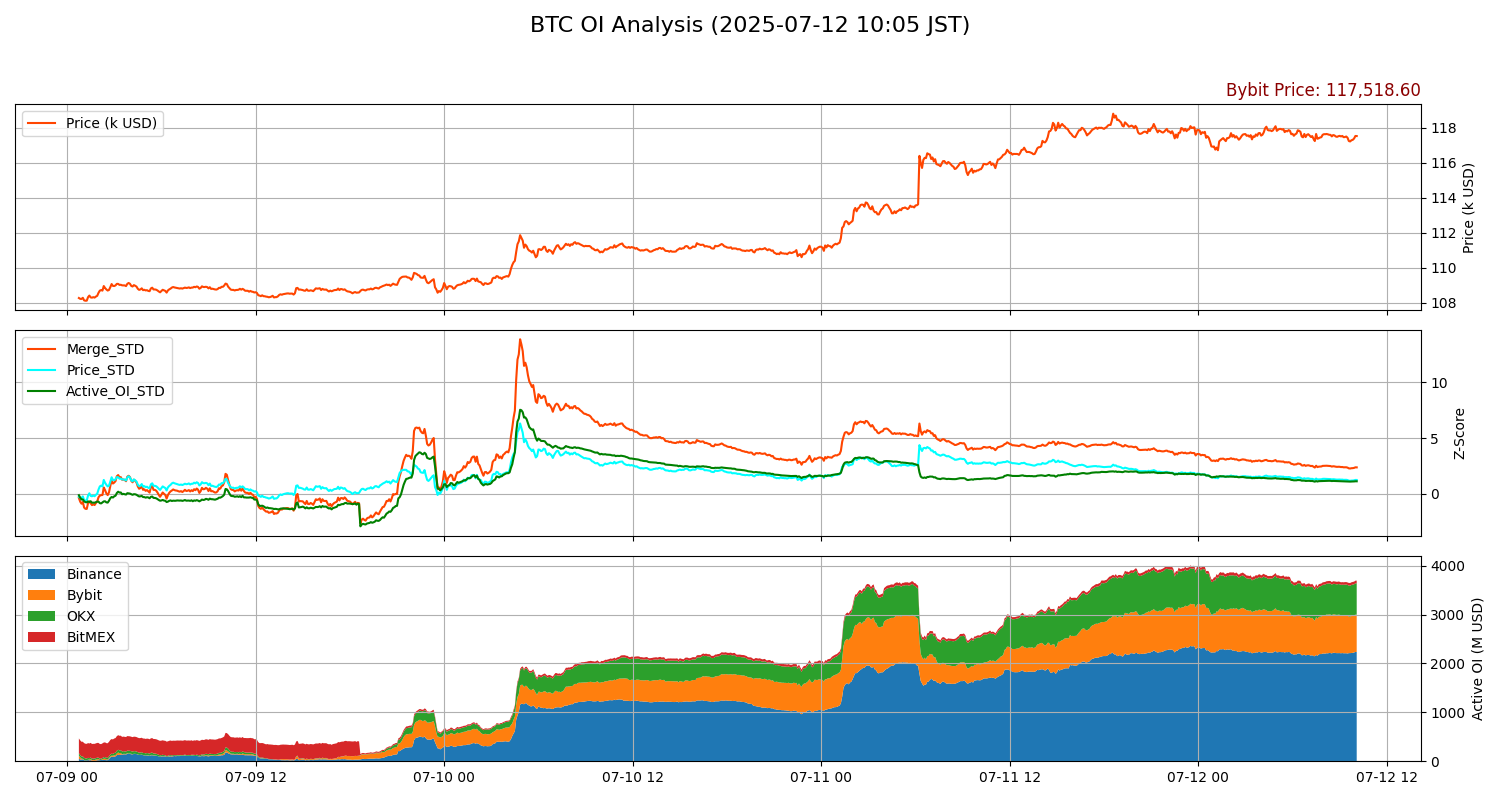 BTC OI Analysis (2025-07-12 10:05 JST)
Bybit Price: 117,518.60
Price (k USD)
118
116
114
112
110
108
Price (k USD)
Merge_STD
Price_STD
Active_OI_STD
10
5
0
Z-Score
Binance
Bybit
OKX
BitMEX
4000
3000
2000
1000
0
Active OI (M USD)
07-09 00
07-09 12
07-10 00
07-10 12
07-11 00
07-11 12
07-12 00
07-12 12